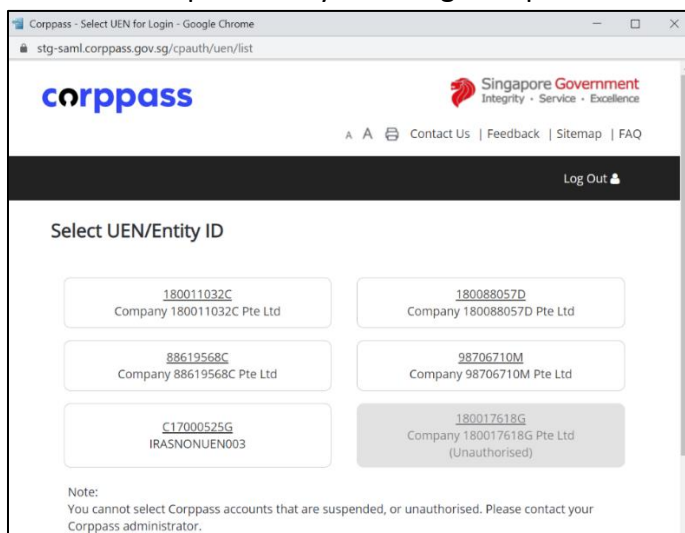 Corppass - Select UEN for Login - Google Chrome
stg-saml.corppass.gov.sg/cpauth/uen/list
corppass
Singapore Government
Integrity · Service · Excellence
A A Contact Us | Feedback | Sitemap | FAQ
Log Out
Select UEN/Entity ID
180011032C
Company 180011032C Pte Ltd
180088057D
Company 180088057D Pte Ltd
88619568C
Company 88619568C Pte Ltd
98706710M
Company 98706710M Pte Ltd
C17000525G
IRASNONUEN003
180017618G
Company 180017618G Pte Ltd
(Unauthorised)
Note:
You cannot select Corppass accounts that are suspended, or unauthorised. Please contact your
Corppass administrator.